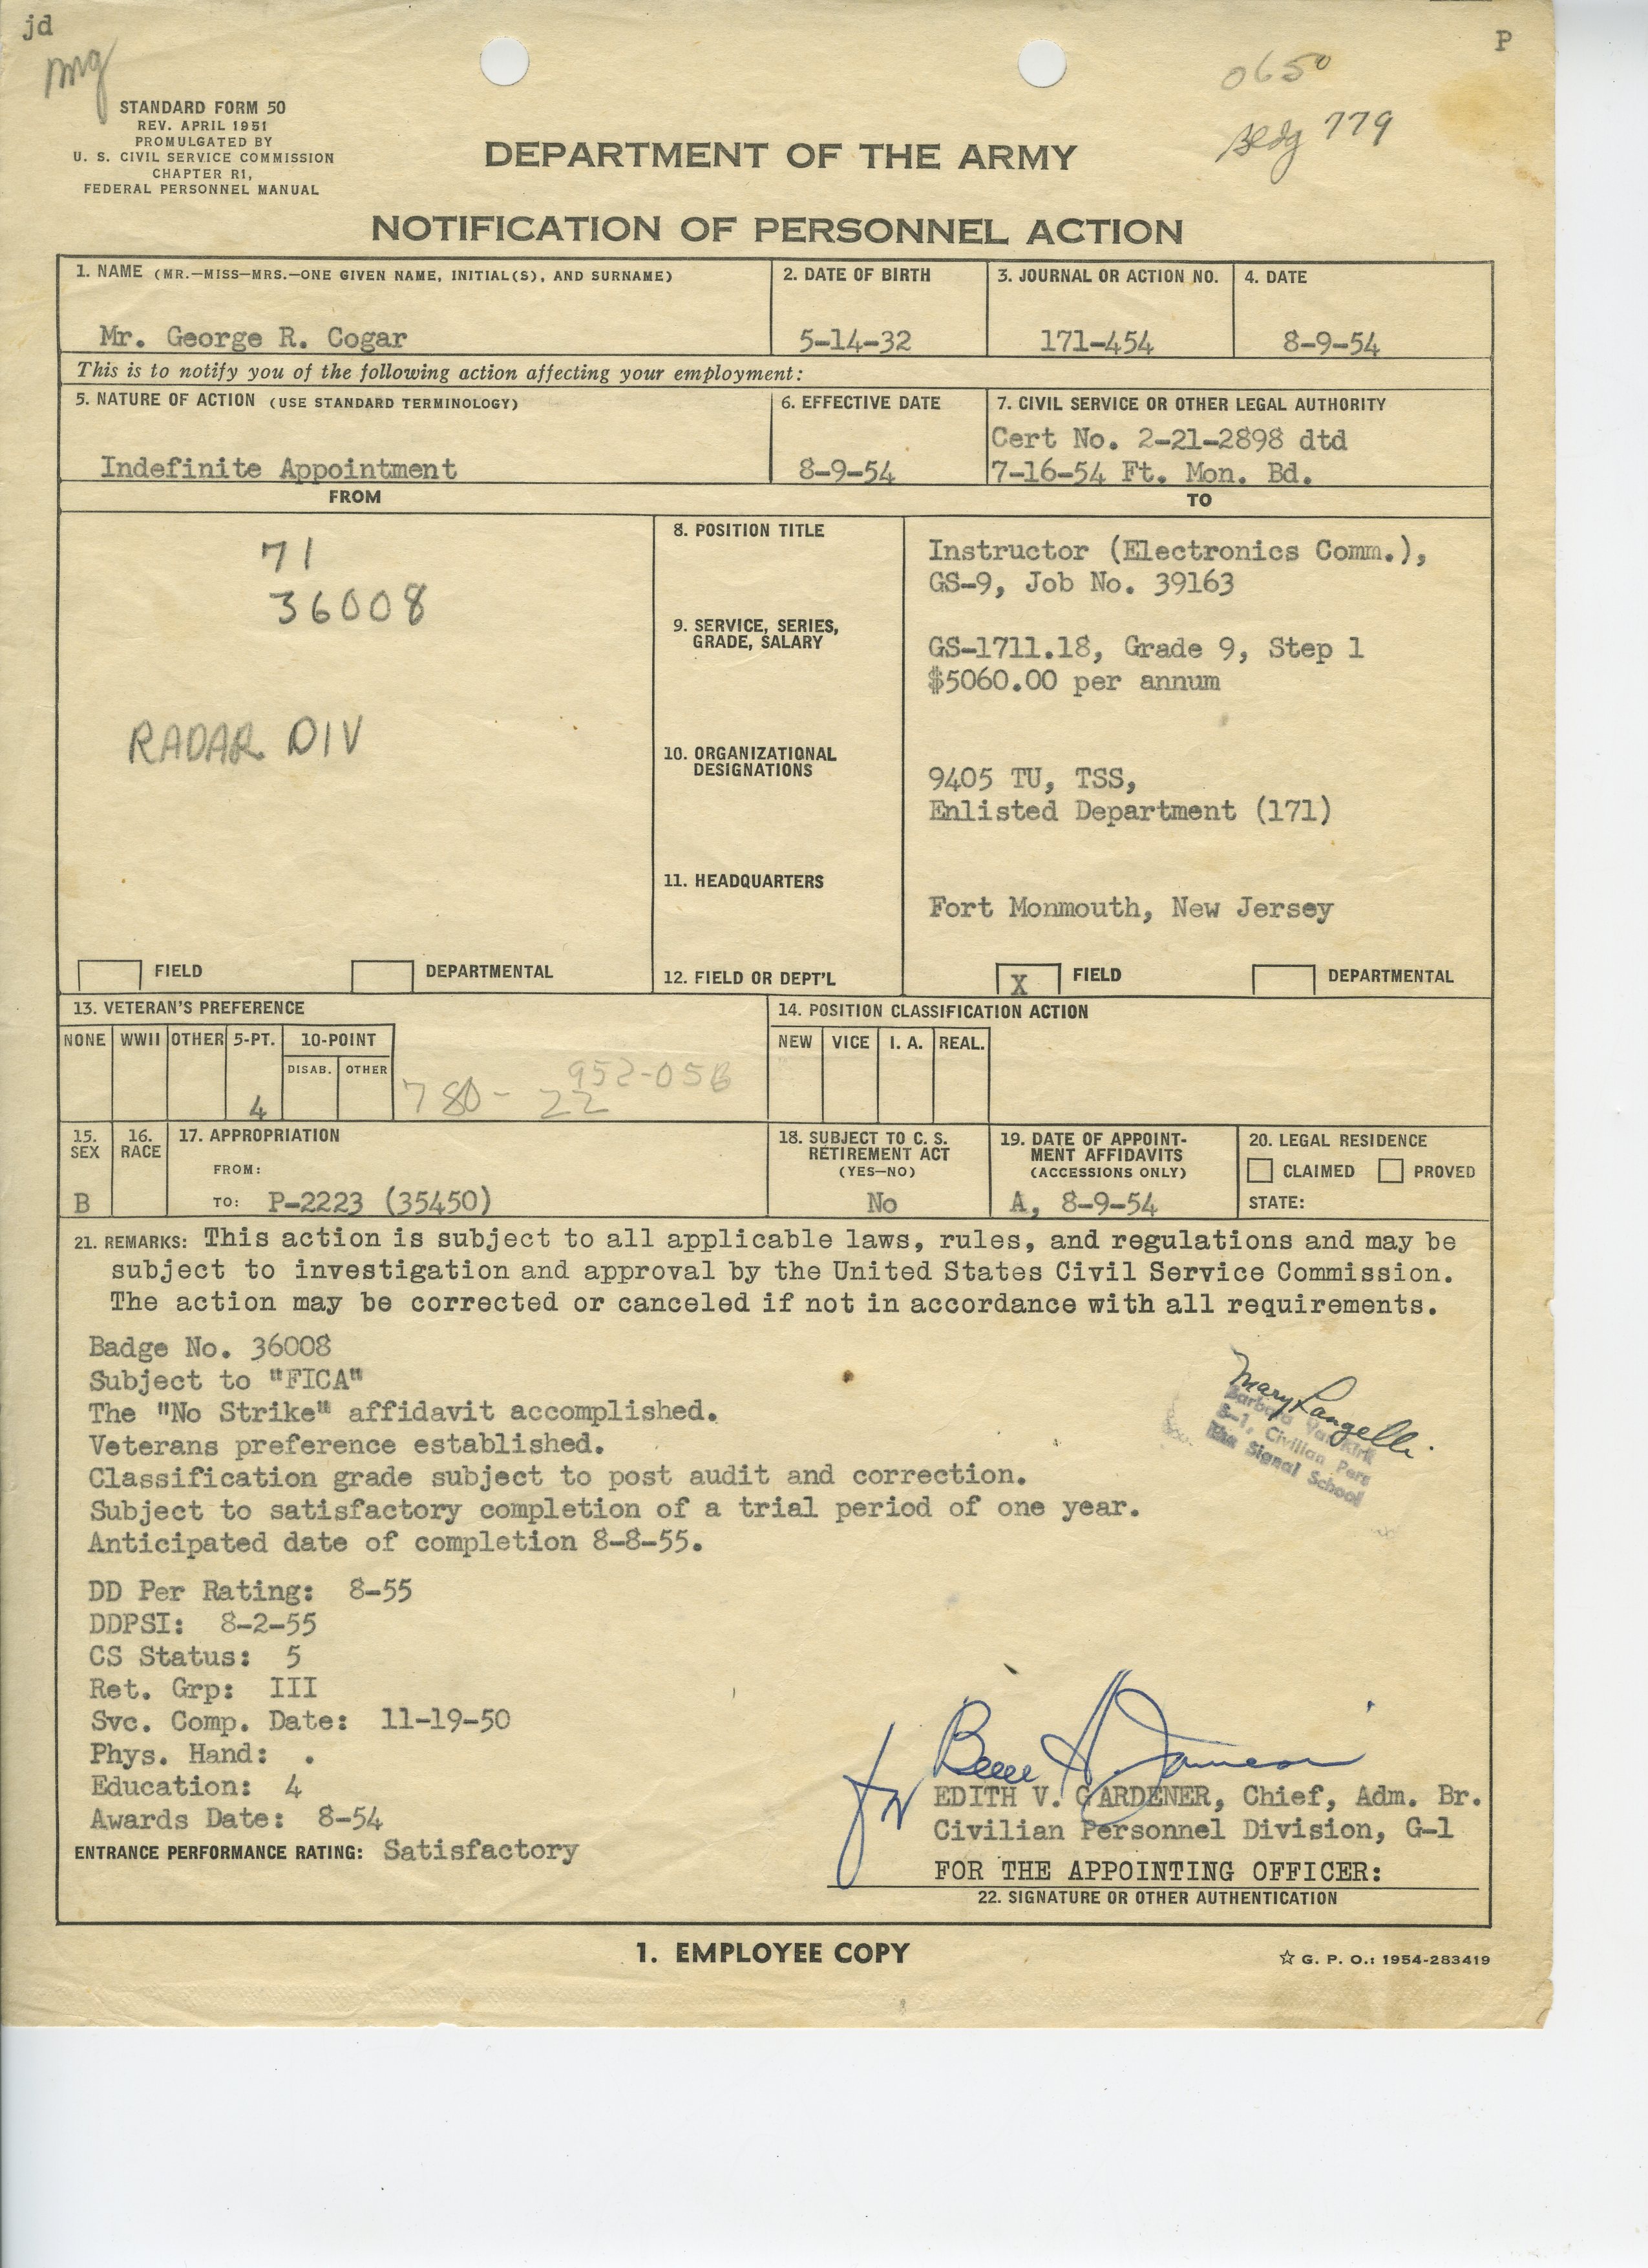 jd
P
mg
0650
Bldg 779
STANDARD FORM 50
REV. APRIL 1951
PROMULGATED BY
U. S. CIVIL SERVICE COMMISSION
CHAPTER R1,
FEDERAL PERSONNEL MANUAL
DEPARTMENT OF THE ARMY
NOTIFICATION OF PERSONNEL ACTION
1. NAME (MR.—MISS—MRS.—ONE GIVEN NAME, INITIAL(S), AND SURNAME)
Mr. George R. Cogar
2. DATE OF BIRTH
5-14-32
3. JOURNAL OR ACTION NO.
171-454
4. DATE
8-9-54
This is to notify you of the following action affecting your employment:
5. NATURE OF ACTION (USE STANDARD TERMINOLOGY)
Indefinite Appointment
6. EFFECTIVE DATE
8-9-54
7. CIVIL SERVICE OR OTHER LEGAL AUTHORITY
Cert No. 2-21-2898 dtd
7-16-54 Ft. Mon. Bd.
FROM
TO
71
36008
RADAR DIV
8. POSITION TITLE
Instructor (Electronics Comm.),
GS-9, Job No. 39163
9. SERVICE, SERIES,
GRADE, SALARY
GS-1711.18, Grade 9, Step 1
$5060.00 per annum
10. ORGANIZATIONAL
DESIGNATIONS
9405 TU, TSS,
Enlisted Department (171)
11. HEADQUARTERS
Fort Monmouth, New Jersey
FIELD
DEPARTMENTAL
12. FIELD OR DEPT'L
X FIELD
DEPARTMENTAL
13. VETERAN'S PREFERENCE
NONE WWII OTHER 5-PT. 10-POINT
DISAB. OTHER
4
952-05B
780- 22
14. POSITION CLASSIFICATION ACTION
NEW VICE I. A. REAL.
15.
SEX
B
16.
RACE
17. APPROPRIATION
FROM:
TO: P-2223 (35450)
18. SUBJECT TO C. S.
RETIREMENT ACT
(YES—NO)
No
19. DATE OF APPOINT-
MENT AFFIDAVITS
(ACCESSIONS ONLY)
A, 8-9-54
20. LEGAL RESIDENCE
CLAIMED PROVED
STATE:
21. REMARKS: This action is subject to all applicable laws, rules, and regulations and may be
subject to investigation and approval by the United States Civil Service Commission.
The action may be corrected or canceled if not in accordance with all requirements.
Badge No. 36008
Subject to "FICA"
The "No Strike" affidavit accomplished.
Veterans preference established.
Classification grade subject to post audit and correction.
Subject to satisfactory completion of a trial period of one year.
Anticipated date of completion 8-8-55.
Mary Langelli
Barbara Van Kirk
S-1, Civilian Pers
The Signal School
DD Per Rating: 8-55
DDPSI: 8-2-55
CS Status: 5
Ret. Grp: III
Svc. Comp. Date: 11-19-50
Phys. Hand: .
Education: 4
Awards Date: 8-54
ENTRANCE PERFORMANCE RATING: Satisfactory
for
EDITH V. GARDENER, Chief, Adm. Br.
Civilian Personnel Division, G-1
FOR THE APPOINTING OFFICER:
22. SIGNATURE OR OTHER AUTHENTICATION
1. EMPLOYEE COPY
☆ G. P. O.: 1954-283419